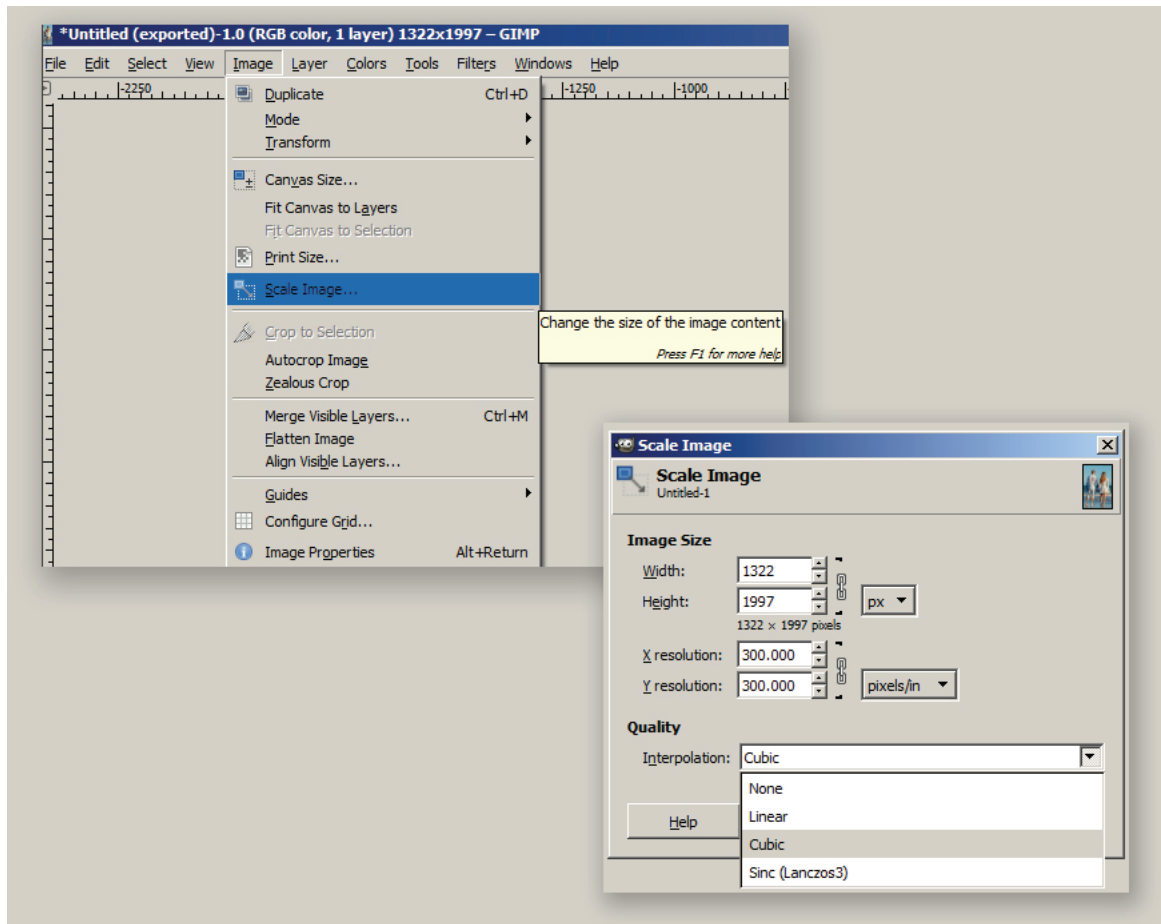 *Untitled (exported)-1.0 (RGB color, 1 layer) 1322x1997 – GIMP
File Edit Select View Image Layer Colors Tools Filters Windows Help
-2250 -1250 -1000
Duplicate Ctrl+D
Mode
Transform
Canvas Size...
Fit Canvas to Layers
Fit Canvas to Selection
Print Size...
Scale Image...
Change the size of the image content
Press F1 for more help
Crop to Selection
Autocrop Image
Zealous Crop
Merge Visible Layers... Ctrl+M
Flatten Image
Align Visible Layers...
Guides
Configure Grid...
Image Properties Alt+Return
Scale Image
Scale Image
Untitled-1
Image Size
Width: 1322
Height: 1997 px
1322 × 1997 pixels
X resolution: 300.000
Y resolution: 300.000 pixels/in
Quality
Interpolation: Cubic
None
Linear
Cubic
Sinc (Lanczos3)
Help